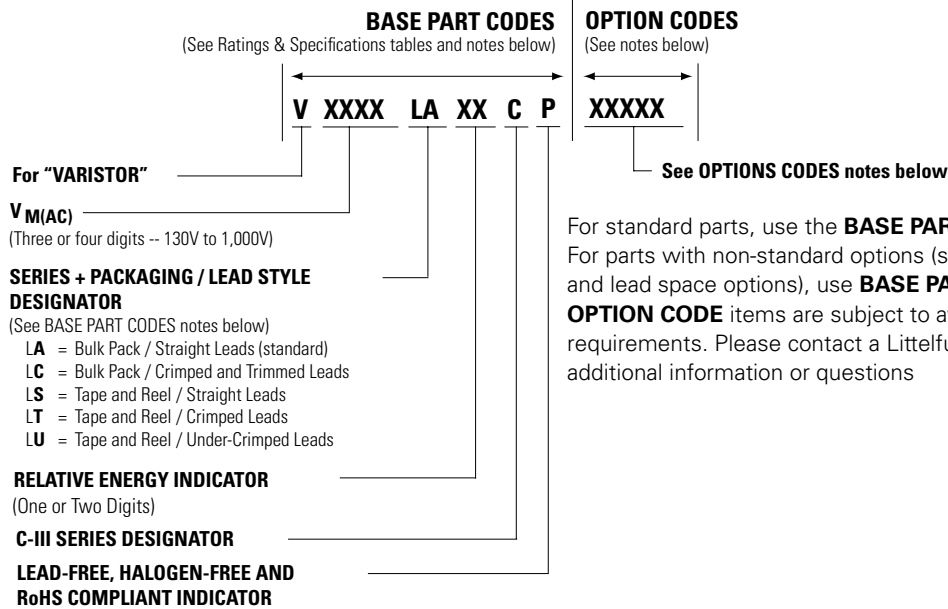 BASE PART CODES
(See Ratings & Specifications tables and notes below)
OPTION CODES
(See notes below)
V XXXX LA XX C P XXXXX
For "VARISTOR"
See OPTIONS CODES notes below
V M(AC)
(Three or four digits -- 130V to 1,000V)
SERIES + PACKAGING / LEAD STYLE
DESIGNATOR
(See BASE PART CODES notes below)
LA = Bulk Pack / Straight Leads (standard)
LC = Bulk Pack / Crimped and Trimmed Leads
LS = Tape and Reel / Straight Leads
LT = Tape and Reel / Crimped Leads
LU = Tape and Reel / Under-Crimped Leads
RELATIVE ENERGY INDICATOR
(One or Two Digits)
C-III SERIES DESIGNATOR
LEAD-FREE, HALOGEN-FREE AND
RoHS COMPLIANT INDICATOR
For standard parts, use the BASE PAR
For parts with non-standard options (s
and lead space options), use BASE PA
OPTION CODE items are subject to a
requirements. Please contact a Littelfu
additional information or questions